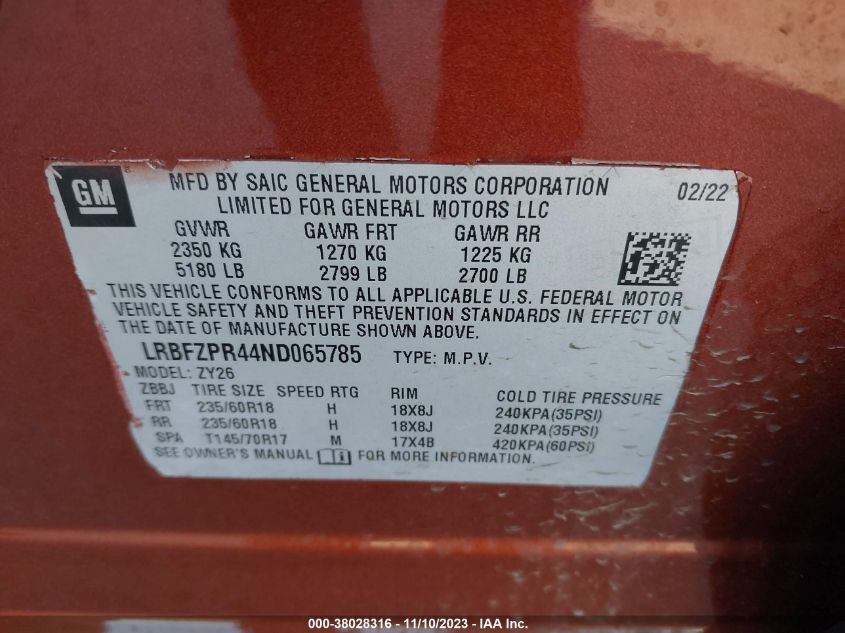 GM
®
MFD BY SAIC GENERAL MOTORS CORPORATION
02/22
LIMITED FOR GENERAL MOTORS LLC
GVWR GAWR FRT GAWR RR
2350 KG 1270 KG 1225 KG
5180 LB 2799 LB 2700 LB
THIS VEHICLE CONFORMS TO ALL APPLICABLE U.S. FEDERAL MOTOR
VEHICLE SAFETY AND THEFT PREVENTION STANDARDS IN EFFECT ON
THE DATE OF MANUFACTURE SHOWN ABOVE.
LRBFZPR44ND065785 TYPE: M.P.V.
MODEL: ZY26
ZBBJ TIRE SIZE SPEED RTG RIM COLD TIRE PRESSURE
FRT 235/60R18 H 18X8J 240KPA(35PSI)
RR 235/60R18 H 18X8J 240KPA(35PSI)
SPA T145/70R17 M 17X4B 420KPA(60PSI)
SEE OWNER'S MANUAL FOR MORE INFORMATION.
000-38028316 - 11/10/2023 - IAA Inc.